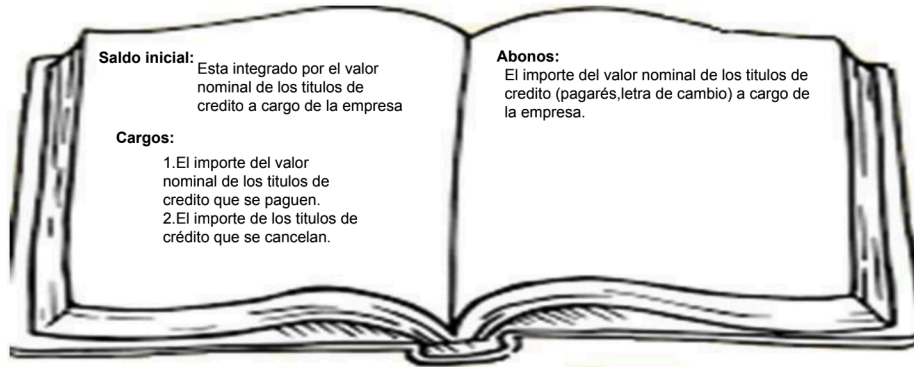 Saldo inicial:
Esta integrado por el valor
nominal de los titulos de
credito a cargo de la empresa
Cargos:
1.El importe del valor
nominal de los titulos de
credito que se paguen.
2.El importe de los titulos de
crédito que se cancelan.
Abonos:
El importe del valor nominal de los titulos de
credito (pagarés,letra de cambio) a cargo de
la empresa.